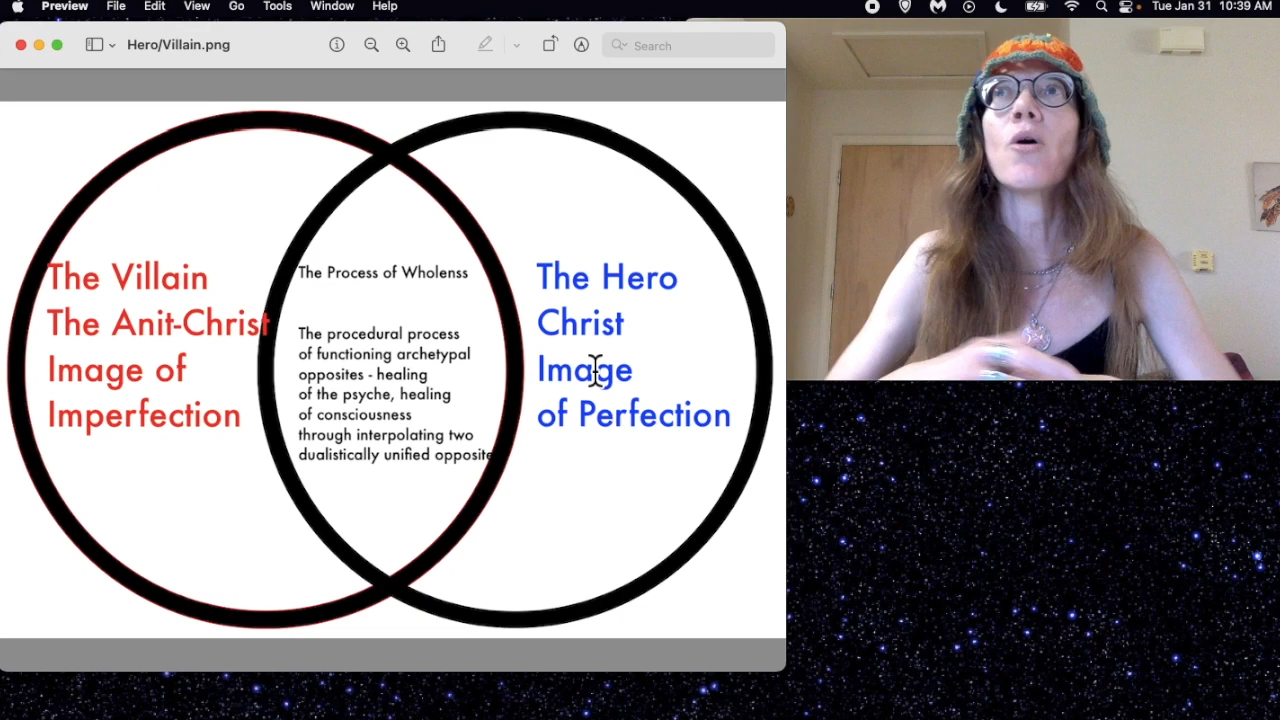 Preview File Edit View Go Tools Window Help Tue Jan 31 10:39 AM
Hero/Villain.png Search
The Villain
The Anit-Christ
Image of
Imperfection
The Process of Wholenss
The procedural process
of functioning archetypal
opposites - healing
of the psyche, healing
of consciousness
through interpolating two
dualistically unified opposite
The Hero
Christ
Image
of Perfection